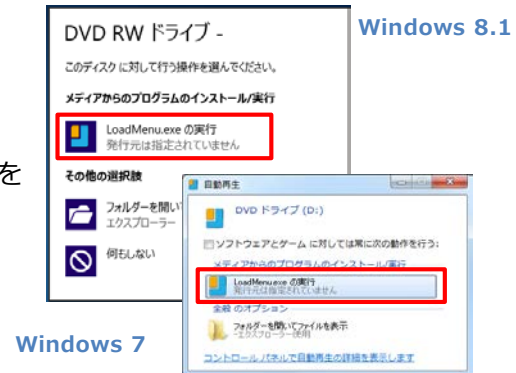 DVD RW ドライブ -
Windows 8.1
このディスク に対して行う操作を選んでください。
メディアからのプログラムのインストール/実行
LoadMenu.exe の実行
発行元は指定されていません
を
その他の選択肢
フォルダーを開い
エクスプローラー
何もしない
自動再生
DVD ドライブ (D:)
ソフトウェアとゲーム に対しては常に次の動作を行う:
メディアからのプログラムのインストール/実行
LoadMenu.exe の実行
発行元は指定されていません
全般 のオプション
フォルダーを開いてファイルを表示
-エクスプローラー使用
コントロール パネルで自動再生の詳細を表示します
Windows 7